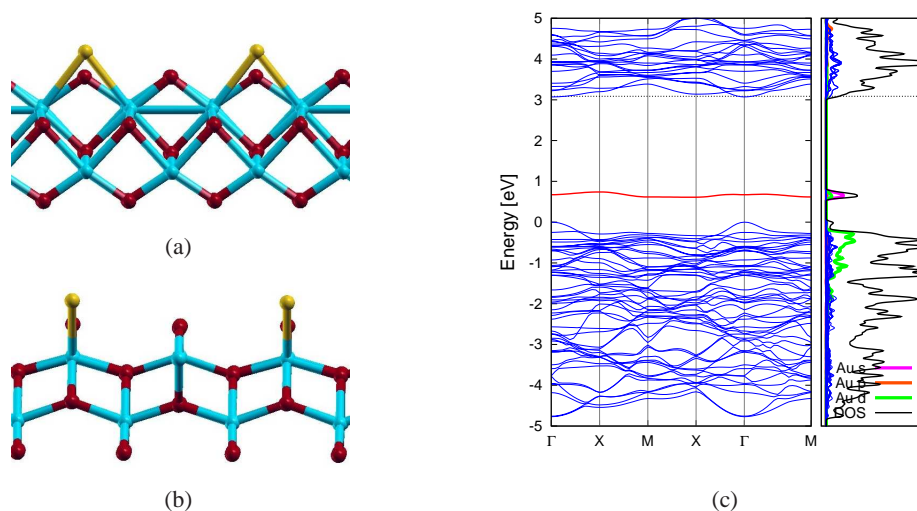 (a)
(b)
Energy [eV]
5
4
3
2
1
0
-1
-2
-3
-4
-5
Γ X M X Γ M
Au s
Au p
Au d
DOS
(c)